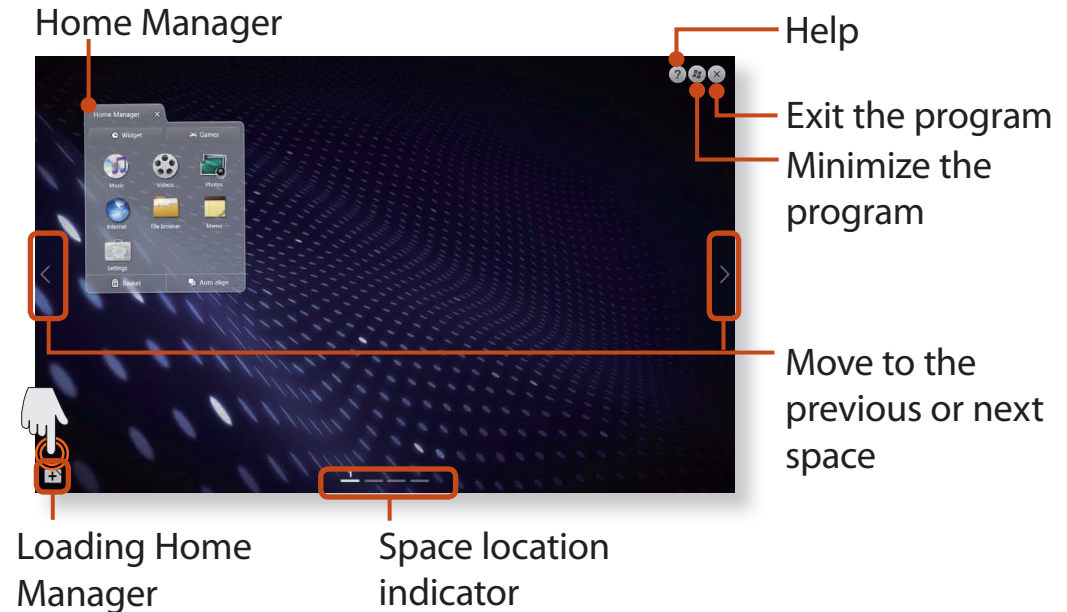 Home Manager
Help
Exit the program
Minimize the
program
Home Manager
Widget
Games
Music
Videos
Photos
Internet
File Browser
Memo
Settings
Basket
Auto align
Move to the
previous or next
space
1
Loading Home
Manager
Space location
indicator